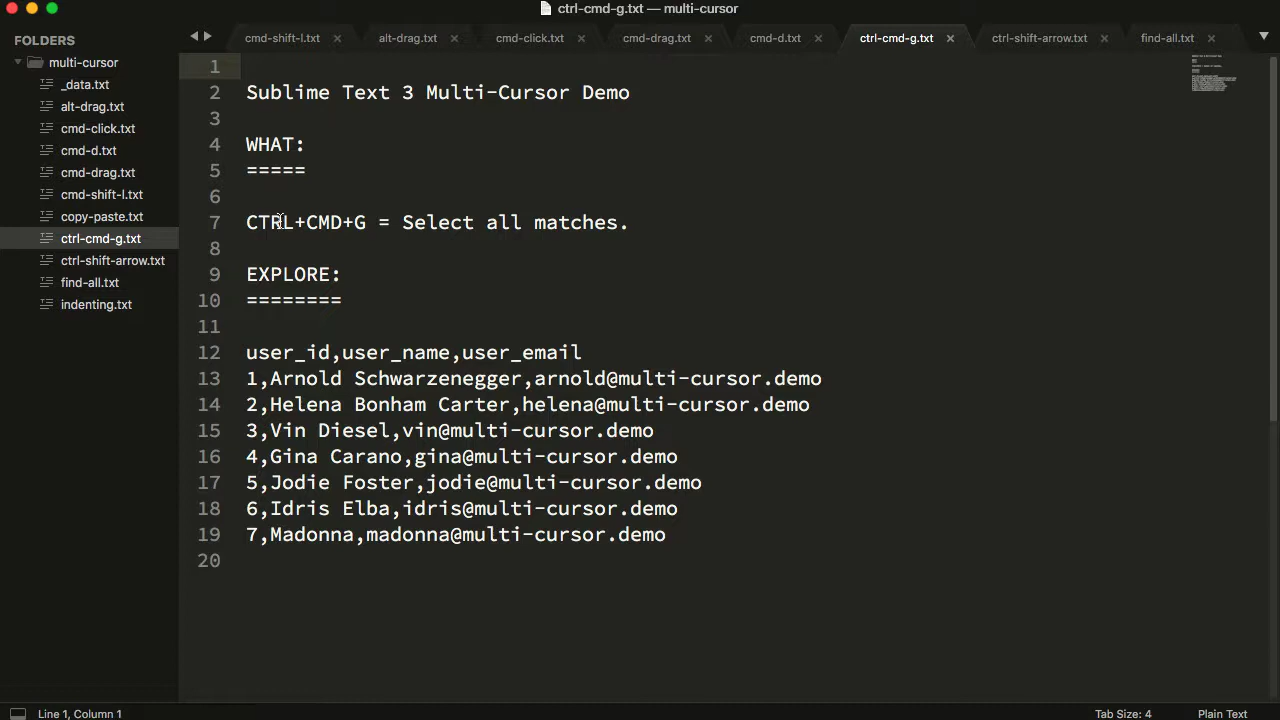 ctrl-cmd-g.txt — multi-cursor
FOLDERS
multi-cursor
_data.txt
alt-drag.txt
cmd-click.txt
cmd-d.txt
cmd-drag.txt
cmd-shift-l.txt
copy-paste.txt
ctrl-cmd-g.txt
ctrl-shift-arrow.txt
find-all.txt
indenting.txt
cmd-shift-l.txt × alt-drag.txt × cmd-click.txt × cmd-drag.txt × cmd-d.txt × ctrl-cmd-g.txt × ctrl-shift-arrow.txt × find-all.txt ×
1
2 Sublime Text 3 Multi-Cursor Demo
3
4 WHAT:
5 =====
6
7 CTRL+CMD+G = Select all matches.
8
9 EXPLORE:
10 ========
11
12 user_id,user_name,user_email
13 1,Arnold Schwarzenegger,arnold@multi-cursor.demo
14 2,Helena Bonham Carter,helena@multi-cursor.demo
15 3,Vin Diesel,vin@multi-cursor.demo
16 4,Gina Carano,gina@multi-cursor.demo
17 5,Jodie Foster,jodie@multi-cursor.demo
18 6,Idris Elba,idris@multi-cursor.demo
19 7,Madonna,madonna@multi-cursor.demo
20
Line 1, Column 1
Tab Size: 4
Plain Text